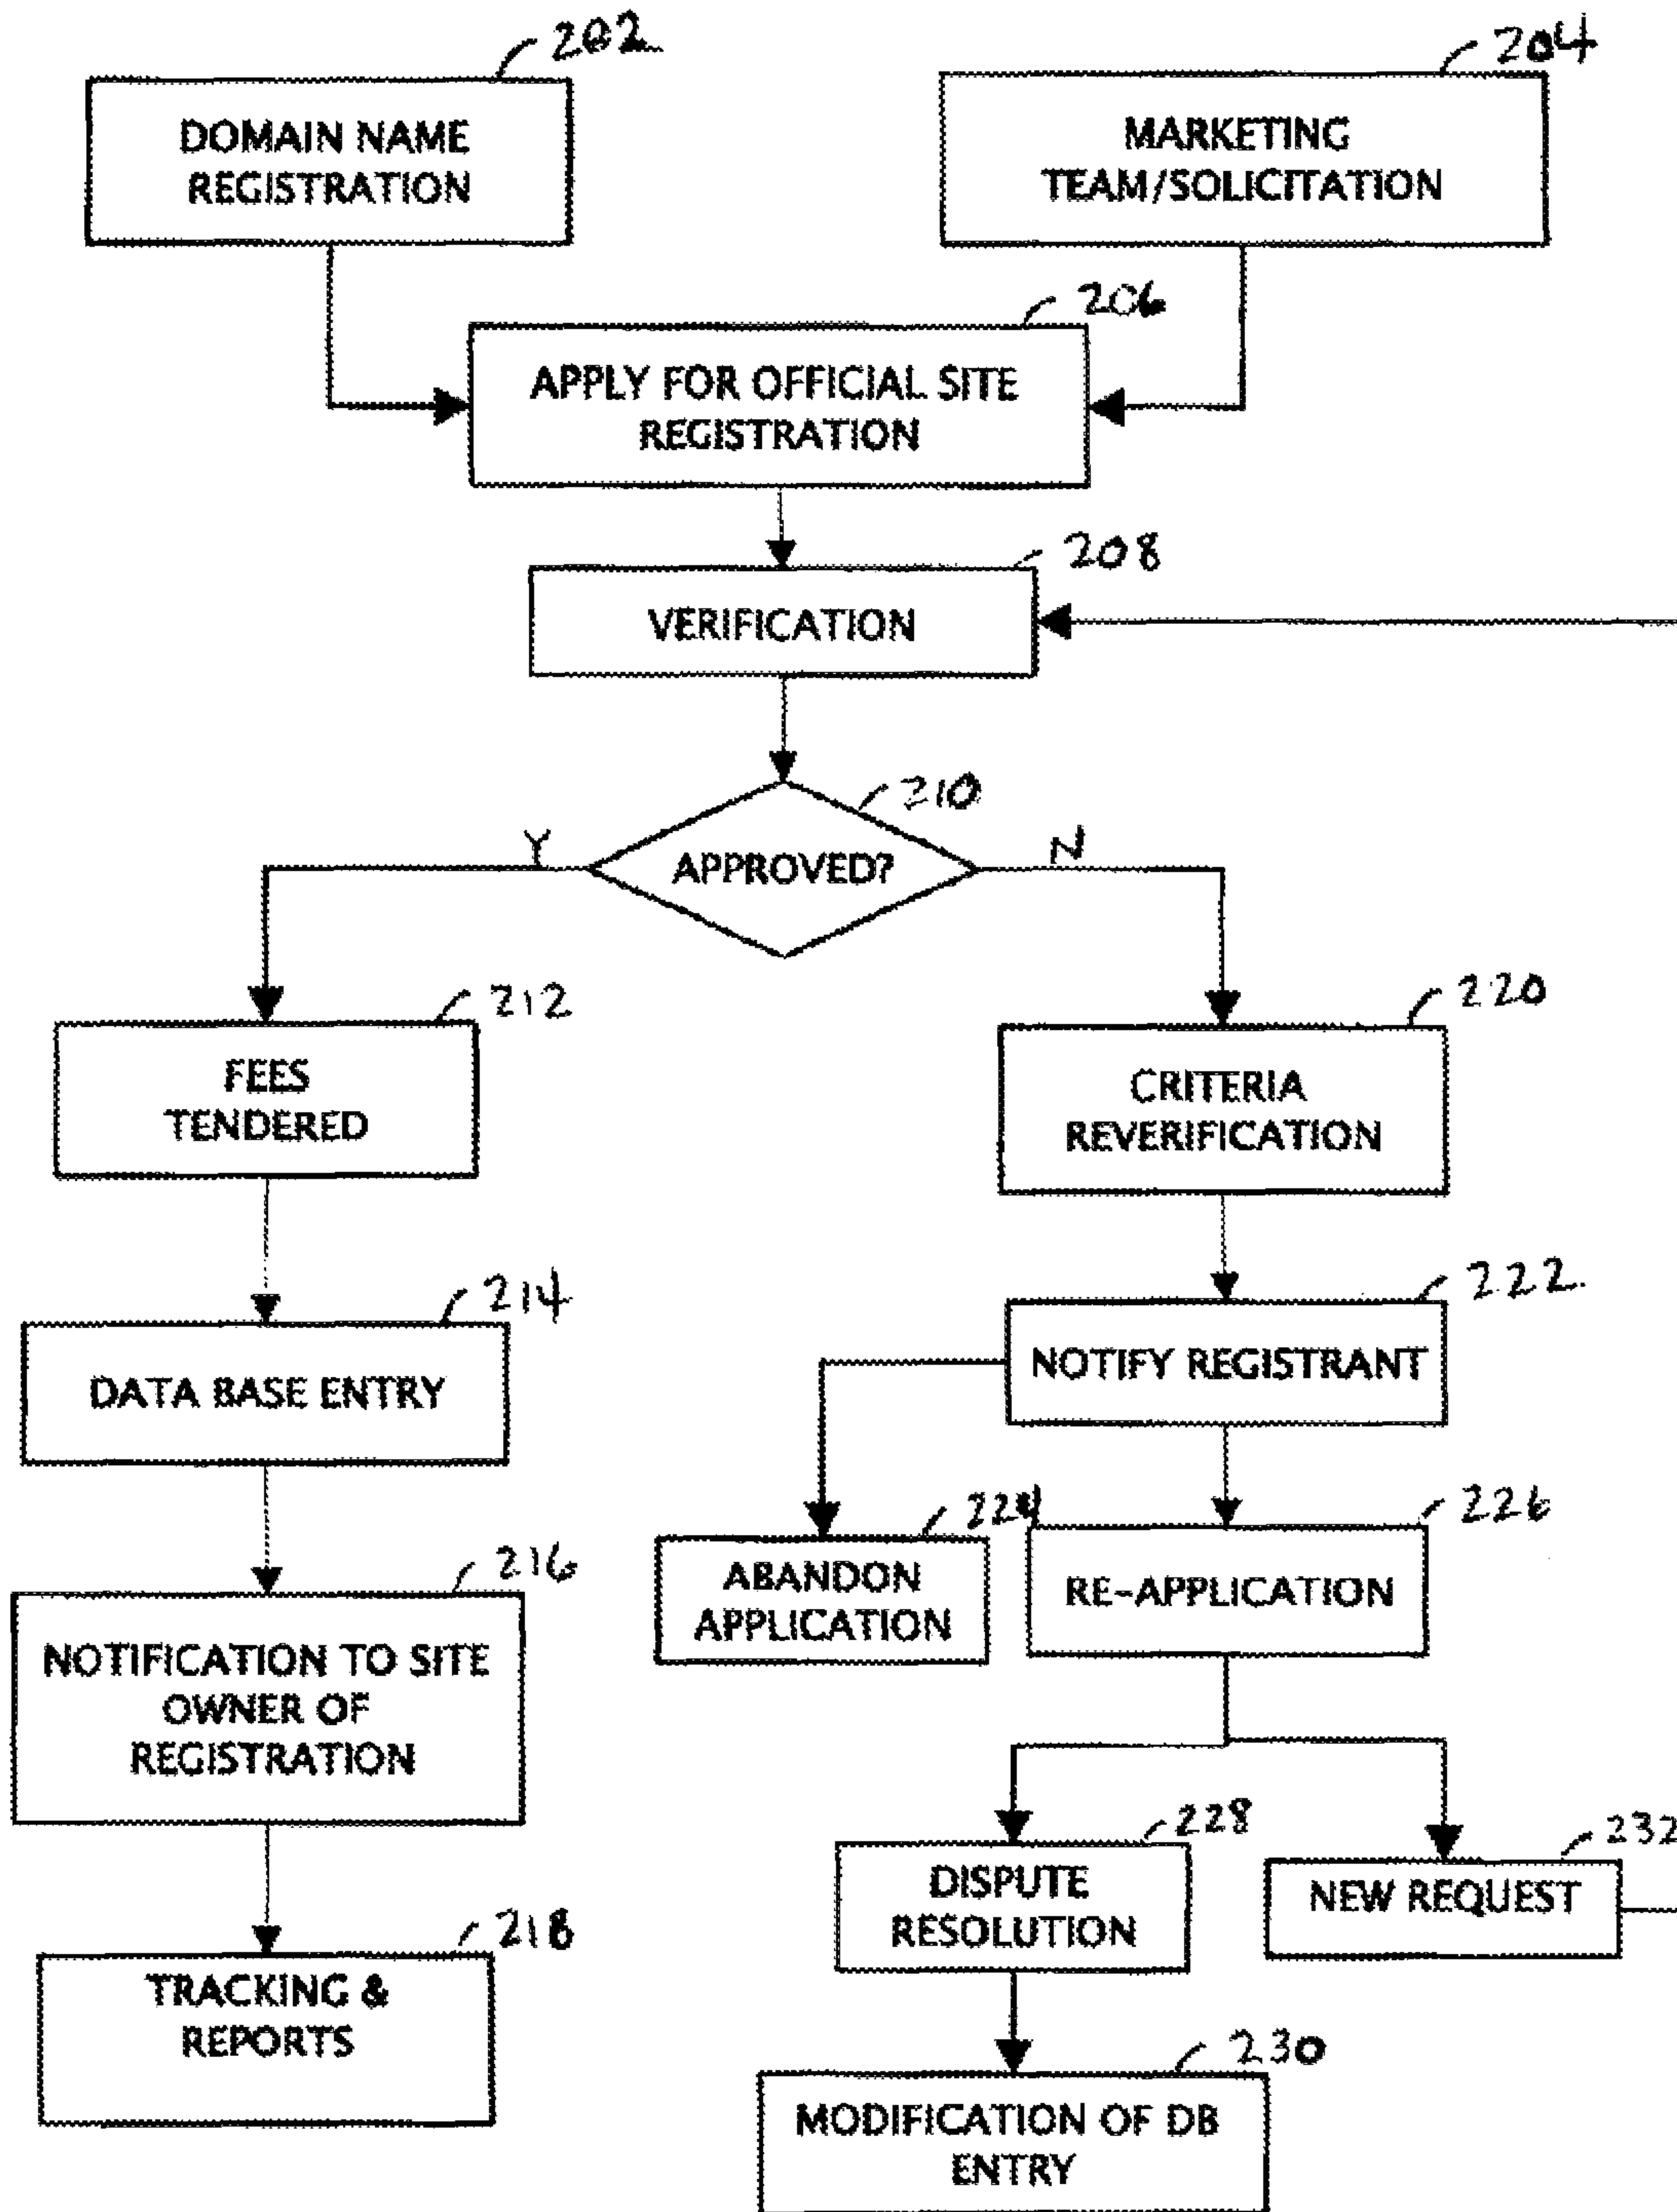 202
204
DOMAIN NAME
REGISTRATION
MARKETING
TEAM/SOLICITATION
206
APPLY FOR OFFICIAL SITE
REGISTRATION
208
VERIFICATION
210
Y
APPROVED?
N
212
FEES
TENDERED
220
CRITERIA
REVERIFICATION
214
DATA BASE ENTRY
222
NOTIFY REGISTRANT
216
NOTIFICATION TO SITE
OWNER OF
REGISTRATION
224
ABANDON
APPLICATION
226
RE-APPLICATION
218
TRACKING &
REPORTS
228
DISPUTE
RESOLUTION
232
NEW REQUEST
230
MODIFICATION OF DB
ENTRY